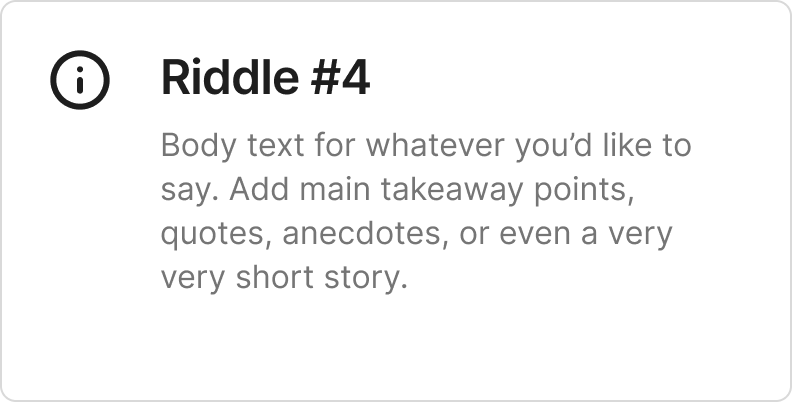 Riddle #4
Body text for whatever you’d like to
say. Add main takeaway points,
quotes, anecdotes, or even a very
very short story.